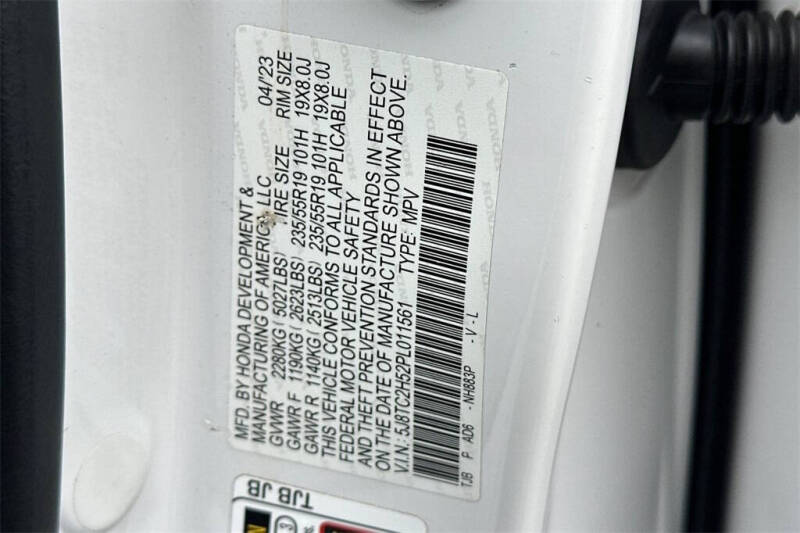 MFD. BY HONDA DEVELOPMENT &
MANUFACTURING OF AMERICA, LLC. 04/'23
GVWR 2280KG( 5027LBS) TIRE SIZE RIM SIZE
GAWR F 1190KG( 2623LBS) 235/55R19 101H 19X8.0J
GAWR R 1140KG( 2513LBS) 235/55R19 101H 19X8.0J
THIS VEHICLE CONFORMS TO ALL APPLICABLE
FEDERAL MOTOR VEHICLE SAFETY
AND THEFT PREVENTION STANDARDS IN EFFECT
ON THE DATE OF MANUFACTURE SHOWN ABOVE.
V.I.N: 5J8TC2H52PL011561 TYPE: MPV
TJB P AD6 -NH883P -V-L
TJB JB